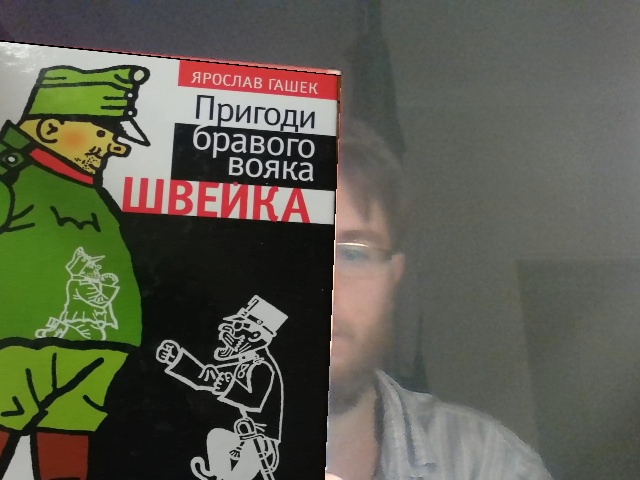 ЯРОСЛАВ ГАШЕК
Пригоди
бравого
вояка
ШВЕЙКА